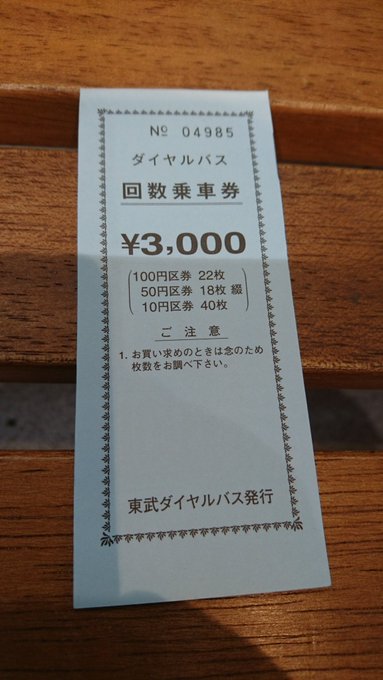 № 04985
ダイヤルバス
回数乗車券
¥3,000
100円区券 22枚
50円区券 18枚 綴
10円区券 40枚
ご注意
1. お買い求めのときは念のため
枚数をお調べ下さい。
東武ダイヤルバス発行